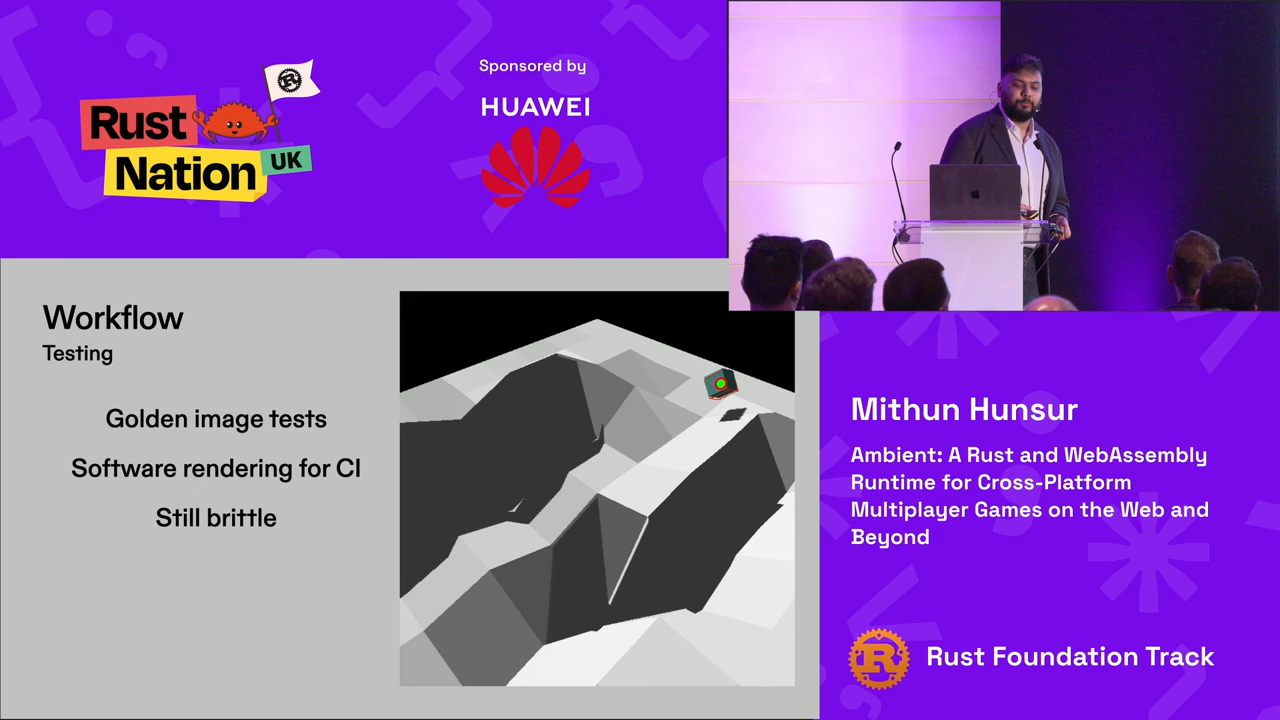 Rust
Nation
UK
Sponsored by
HUAWEI
Workflow
Testing
Golden image tests
Software rendering for CI
Still brittle
Mithun Hunsur
Ambient: A Rust and WebAssembly
Runtime for Cross-Platform
Multiplayer Games on the Web and
Beyond
Rust Foundation Track